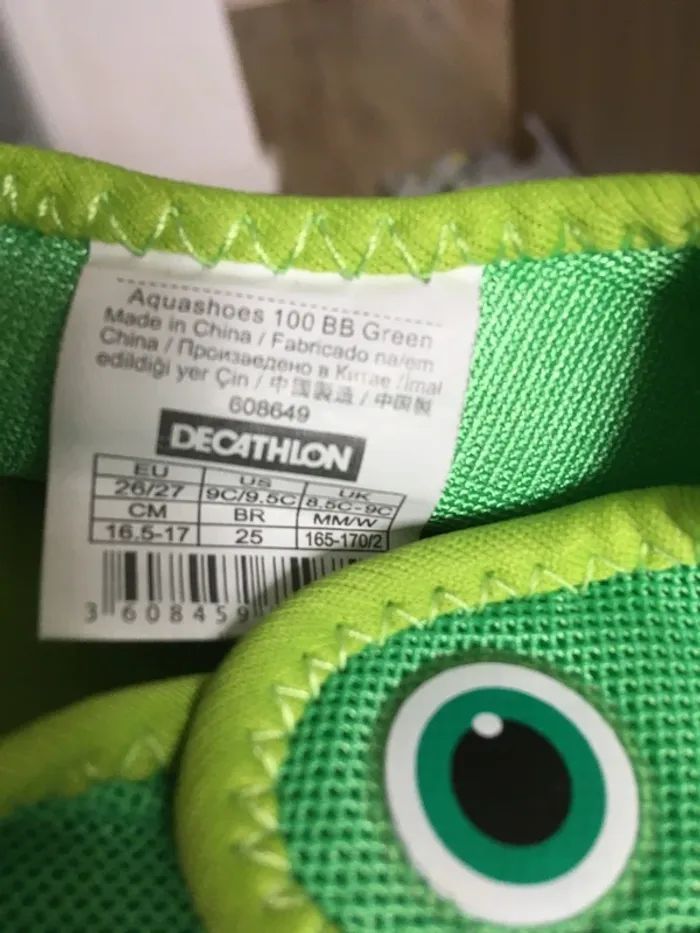 Aquashoes 100 BB Green
Made in China / Fabricado na/em
China / Произведено в Китае /İmal
edildiği yer Çin / 中国製造 / 中国製
608649
DECATHLON
EU US UK
26/27 9C/9.5C 8.5C-9C
CM BR MM/W
16.5-17 25 165-170/2
3 608459